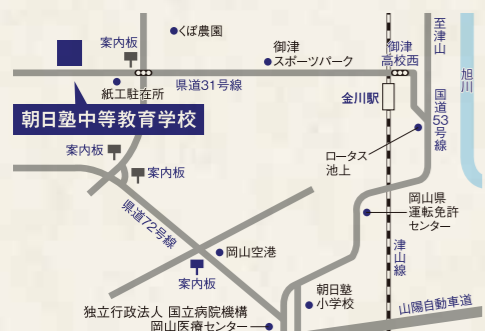 くぼ農園
案内板
御津
スポーツパーク
御津
高校西
至津山
旭川
県道31号線
紙工駐在所
金川駅
国道53号線
朝日塾中等教育学校
案内板
案内板
ロータス
池上
県道72号線
岡山県
運転免許
センター
岡山空港
津山線
案内板
朝日塾
小学校
山陽自動車道
独立行政法人 国立病院機構
岡山医療センター